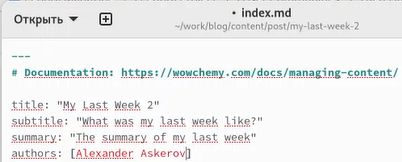 Открыть
• index.md
~/work/blog/content/post/my-last-week-2
---
# Documentation: https://wowchemy.com/docs/managing-content/
title: "My Last Week 2"
subtitle: "What was my last week like?"
summary: "The summary of my last week"
authors: [Alexander Askerov]